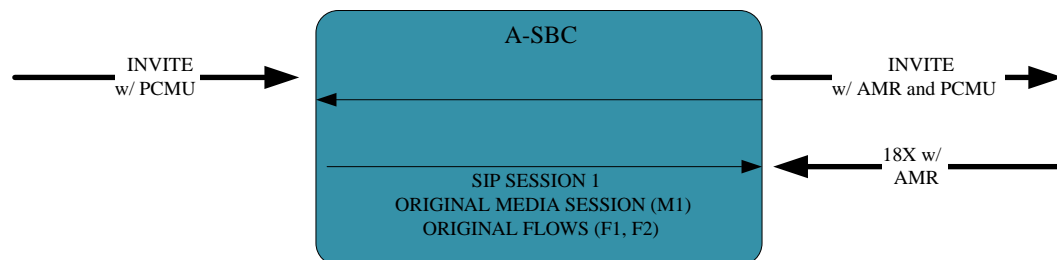 A-SBC
INVITE
w/ PCMU
INVITE
w/ AMR and PCMU
18X w/
AMR
SIP SESSION 1
ORIGINAL MEDIA SESSION (M1)
ORIGINAL FLOWS (F1, F2)